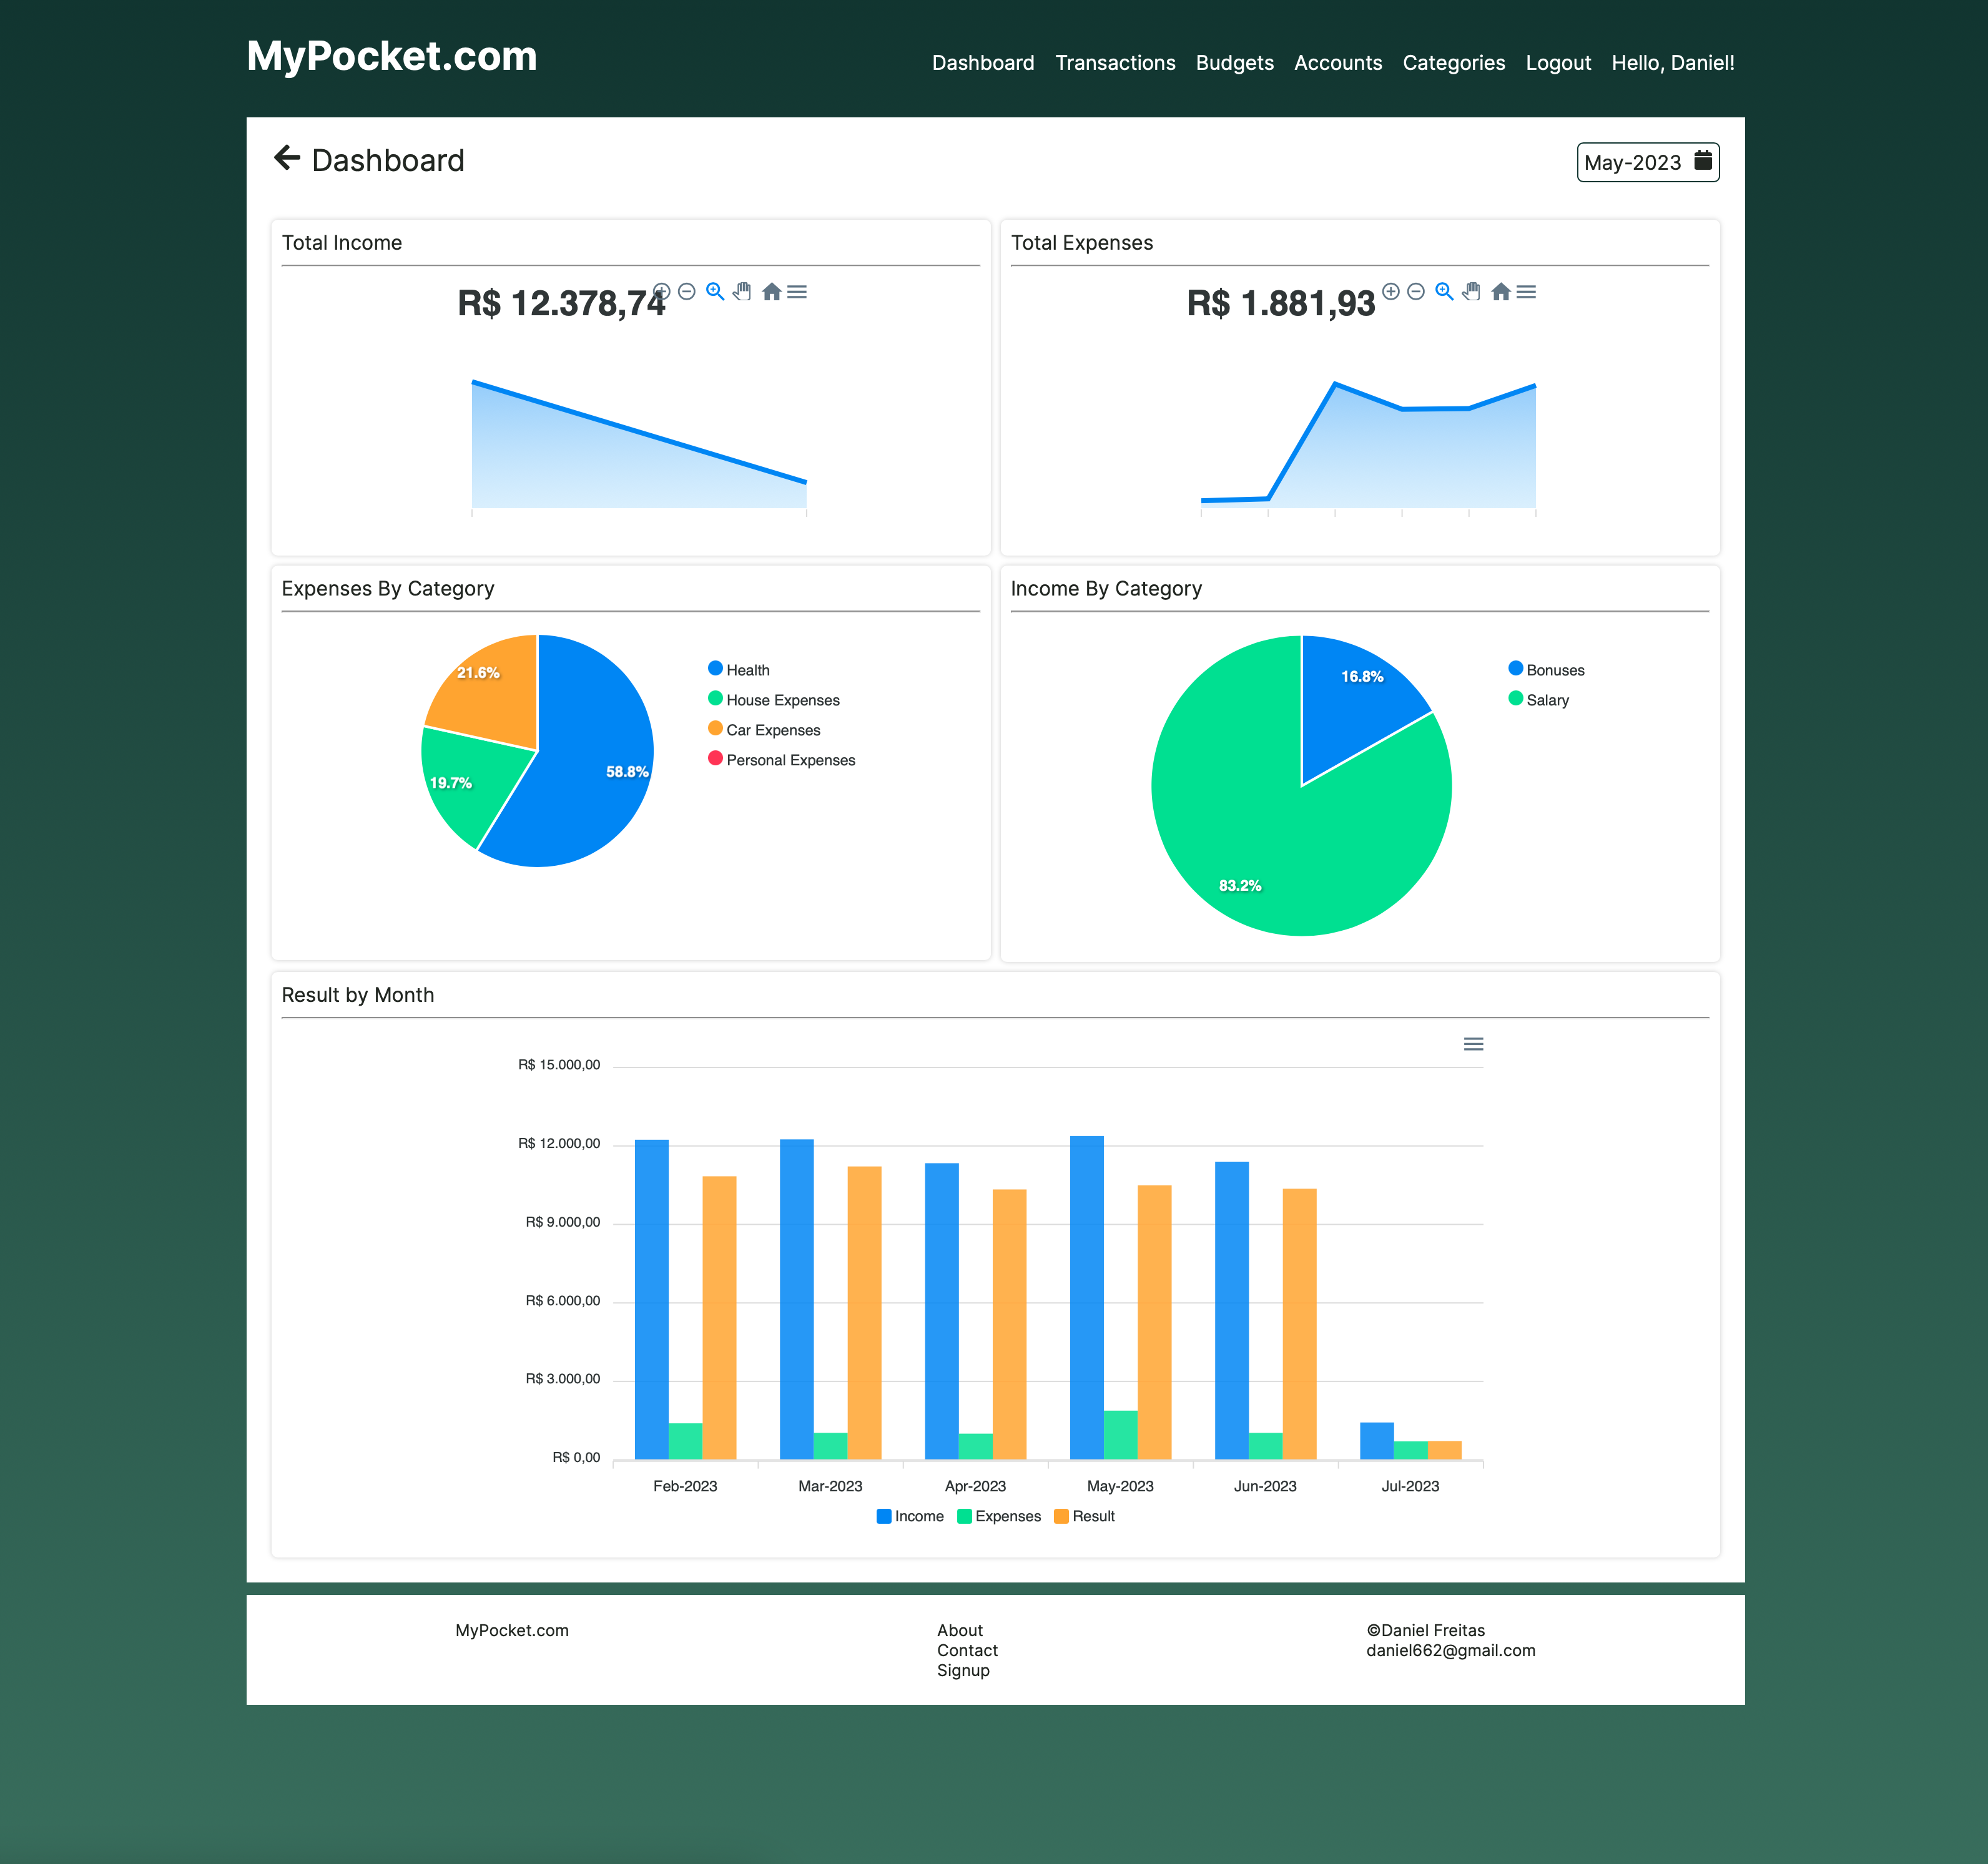 MyPocket.com
Dashboard Transactions Budgets Accounts Categories Logout Hello, Daniel!
Dashboard
May-2023
Total Income
R$ 12.378,74
Total Expenses
R$ 1.881,93
Expenses By Category
21.6%
19.7%
58.8%
Health
House Expenses
Car Expenses
Personal Expenses
Income By Category
16.8%
83.2%
Bonuses
Salary
Result by Month
R$ 15.000,00
R$ 12.000,00
R$ 9.000,00
R$ 6.000,00
R$ 3.000,00
R$ 0,00
Feb-2023 Mar-2023 Apr-2023 May-2023 Jun-2023 Jul-2023
Income Expenses Result
MyPocket.com
About
Contact
Signup
©Daniel Freitas
daniel662@gmail.com